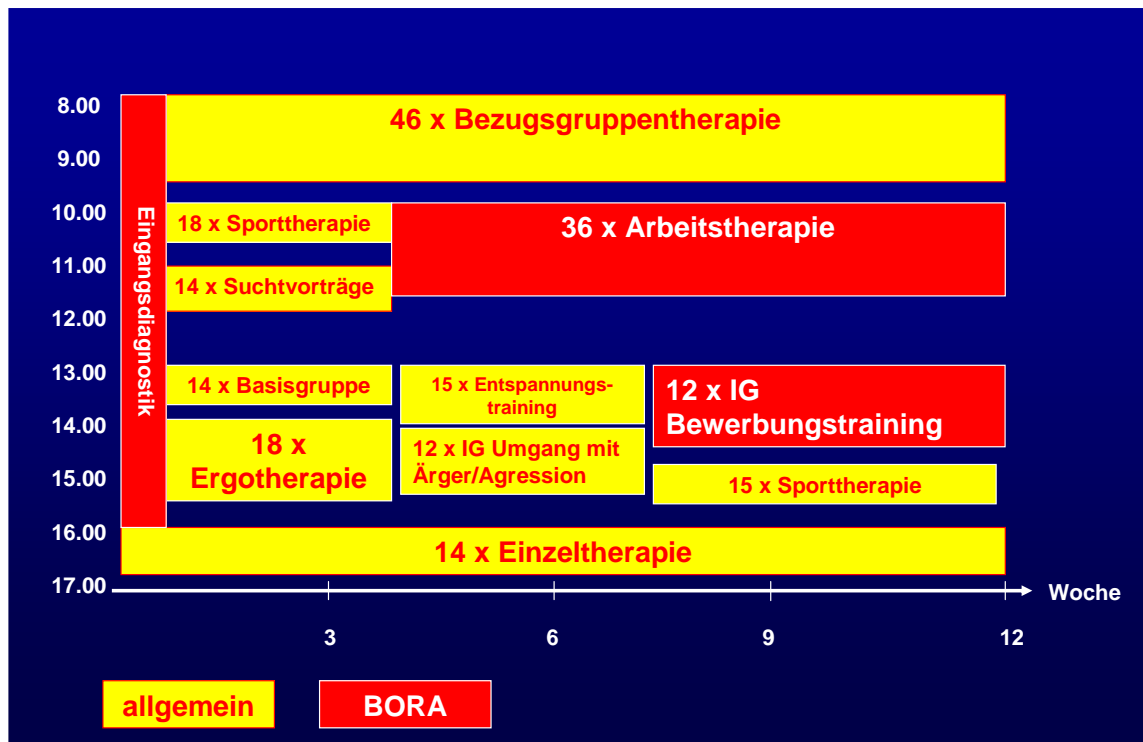 8.00
46 x Bezugsgruppentherapie
9.00
Eingangsdiagnostik
10.00
18 x Sporttherapie
36 x Arbeitstherapie
11.00
14 x Suchtvorträge
12.00
13.00
14 x Basisgruppe
15 x Entspannungs-
training
12 x IG
Bewerbungstraining
14.00
18 x
Ergotherapie
12 x IG Umgang mit
Ärger/Agression
15.00
15 x Sporttherapie
16.00
14 x Einzeltherapie
17.00
Woche
3
6
9
12
allgemein
BORA